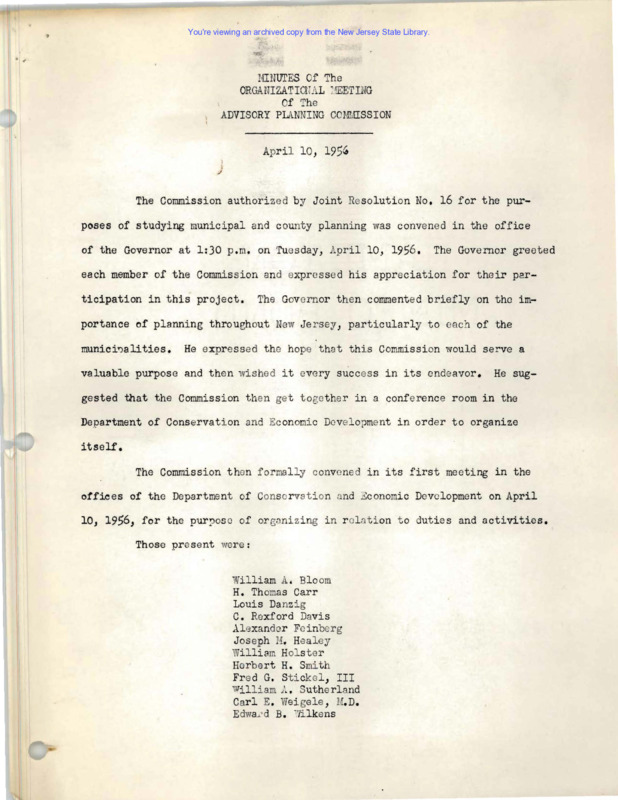 You're viewing an archived copy from the New Jersey State Library.
MINUTES Of The
ORGANIZATIONAL MEETING
Of The
ADVISORY PLANNING COMMISSION
April 10, 1956
The Commission authorized by Joint Resolution No. 16 for the pur-
poses of studying municipal and county planning was convened in the office
of the Governor at 1:30 p.m. on Tuesday, April 10, 1956. The Governor greeted
each member of the Commission and expressed his appreciation for their par-
ticipation in this project. The Governor then commented briefly on the im-
portance of planning throughout New Jersey, particularly to each of the
municipalities. He expressed the hope that this Commission would serve a
valuable purpose and then wished it every success in its endeavor. He sug-
gested that the Commission then get together in a conference room in the
Department of Conservation and Economic Development in order to organize
itself.
The Commission then formally convened in its first meeting in the
offices of the Department of Conservation and Economic Development on April
10, 1956, for the purpose of organizing in relation to duties and activities.
Those present were:
William A. Bloom
H. Thomas Carr
Louis Danzig
C. Rexford Davis
Alexander Feinberg
Joseph M. Healey
William Holster
Herbert H. Smith
Fred G. Stickel, III
William A. Sutherland
Carl E. Weigele, M.D.
Edward B. Wilkens